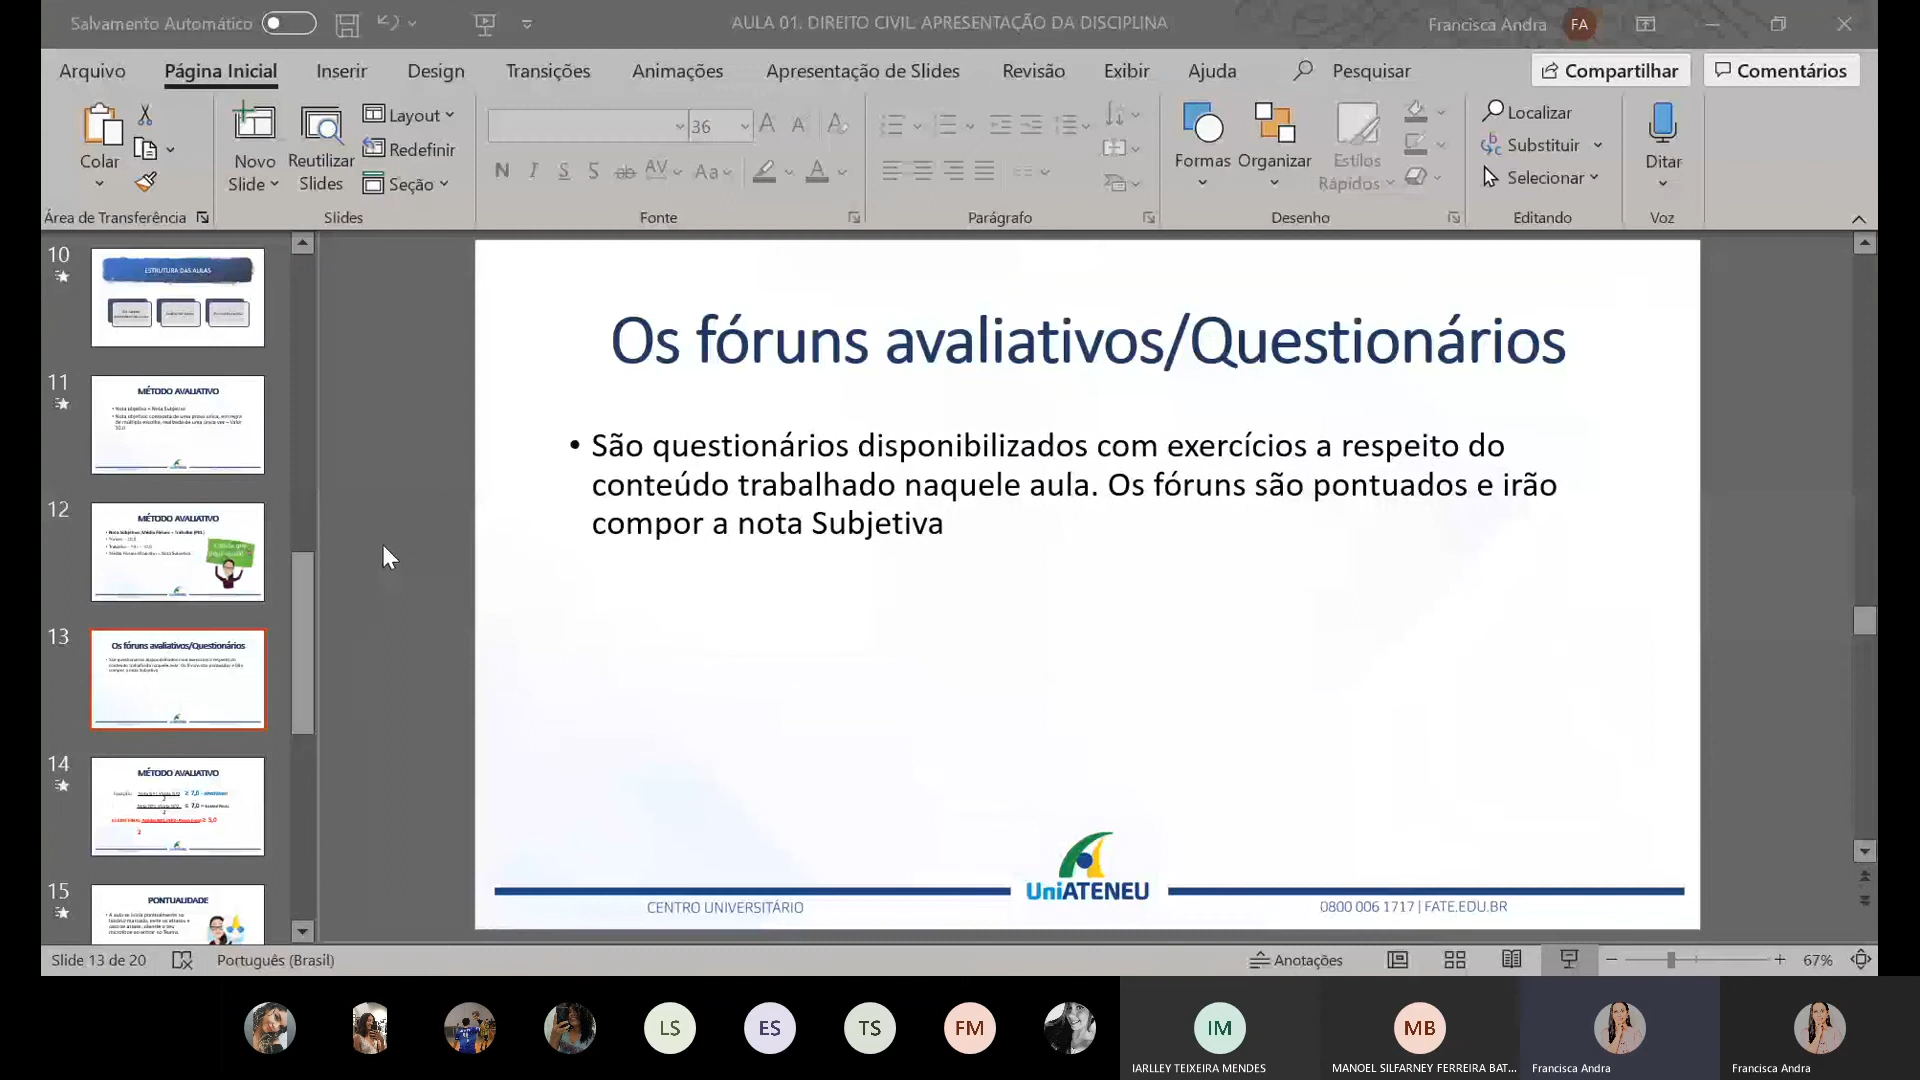 Salvamento Automático
AULA 01. DIREITO CIVIL. APRESENTAÇÃO DA DISCIPLINA
Francisca Andra
FA
Arquivo Página Inicial Inserir Design Transições Animações Apresentação de Slides Revisão Exibir Ajuda Pesquisar Compartilhar Comentários
Colar
Novo Slide
Reutilizar Slides
Layout
Redefinir
Seção
36
N I S S ab AV Aa A
Formas
Organizar
Estilos Rápidos
Localizar
Substituir
Selecionar
Ditar
Área de Transferência Slides Fonte Parágrafo Desenho Editando Voz
10
ESTRUTURA DAS AULAS
11
MÉTODO AVALIATIVO
12
MÉTODO AVALIATIVO
13
Os fóruns avaliativos/Questionários
14
MÉTODO AVALIATIVO
15
PONTUALIDADE
Os fóruns avaliativos/Questionários
• São questionários disponibilizados com exercícios a respeito do
conteúdo trabalhado naquele aula. Os fóruns são pontuados e irão
compor a nota Subjetiva
UniATENEU
CENTRO UNIVERSITÁRIO
0800 006 1717 | FATE.EDU.BR
Slide 13 de 20 Português (Brasil) Anotações 67%
LS ES TS FM IM MB
IARLLEY TEIXEIRA MENDES
MANOEL SILFARNEY FERREIRA BAT...
Francisca Andra
Francisca Andra